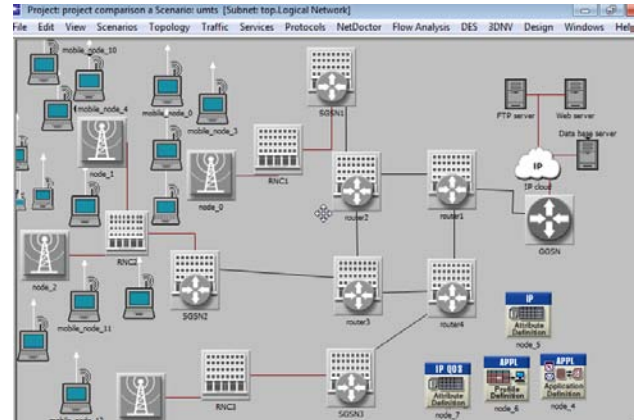 Project: project comparison a Scenario: umts [Subnet: top.Logical Network]
File Edit View Scenarios Topology Traffic Services Protocols NetDoctor Flow Analysis DES 3DNV Design Windows Help
mobile_node_10
SGSN1
mobile_node_4
mobile_node_0
mobile_node_3
FTP server
Web server
Data base server
node_1
RNC1
IP
IP cloud
node_0
router2
router1
GGSN
RNC2
node_2
SGSN2
router3
router4
mobile_node_11
IP
Attribute
Definition
node_5
IP QOS
Attribute
Definition
node_7
APPL
Profile
Definition
node_6
APPL
Application
Definition
node_4
RNC3
SGSN3